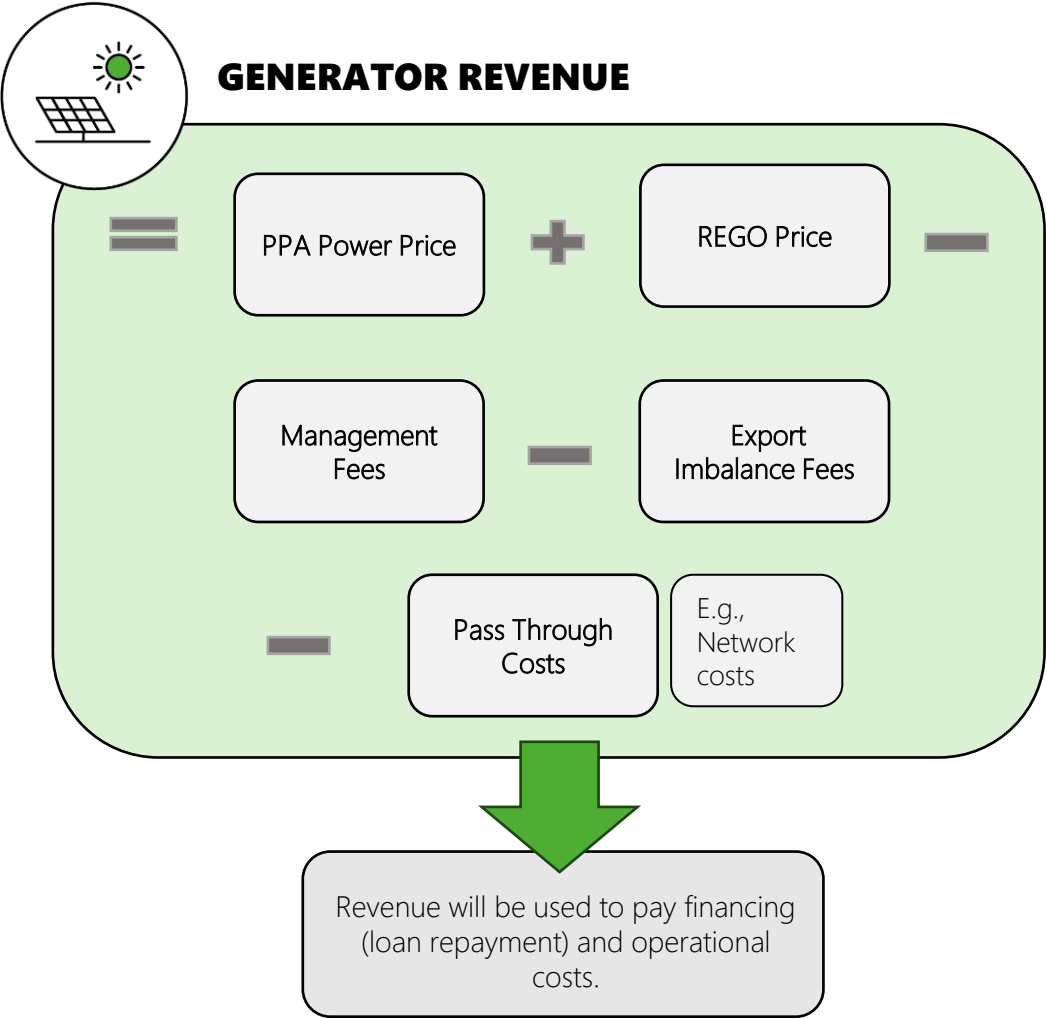 GENERATOR REVENUE
=
PPA Power Price
+
REGO Price
-
Management
Fees
-
Export
Imbalance Fees
-
Pass Through
Costs
E.g.,
Network
costs
Revenue will be used to pay financing
(loan repayment) and operational
costs.